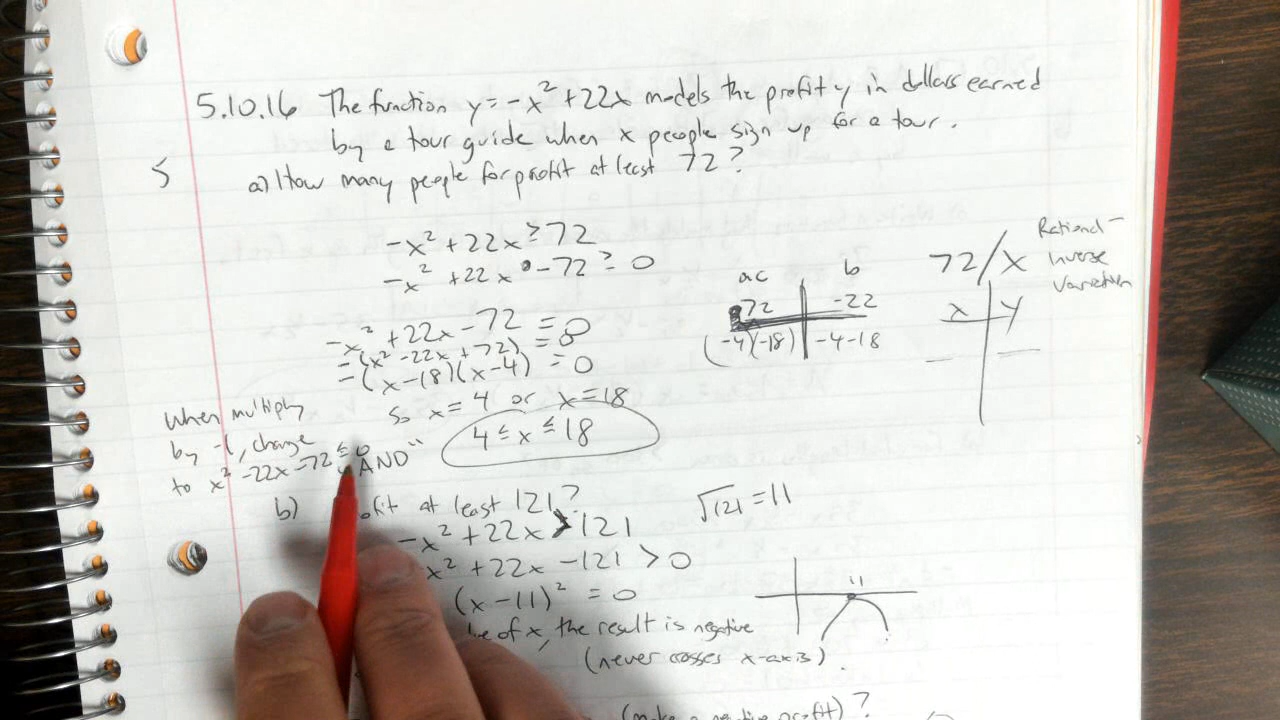 5.10.16 The function y = -x² + 22x models the profit y in dollars earned
by a tour guide when x people sign up for a tour.
5
a) How many people for profit at least 72?
-x² + 22x ≥ 72
-x² + 22x - 72 ≥ 0
-x² + 22x - 72 = 0
-(x² - 22x + 72) = 0
-(x-18)(x-4) = 0
So x = 4 or x = 18
4 ≤ x ≤ 18
When multiply
by -1, change
to x² - 22x - 72 ≤ 0
"AND"
ac b
72 -22
(-4)(-18) -4-18
72/x
Rational-
Inverse
Variation
x y
b) at least 121?
√121 = 11
-x² + 22x > 121
x² + 22x - 121 > 0
(x-11)² = 0
11
of x, the result is negative
(never crosses x-axis).
(make a negative profit)?